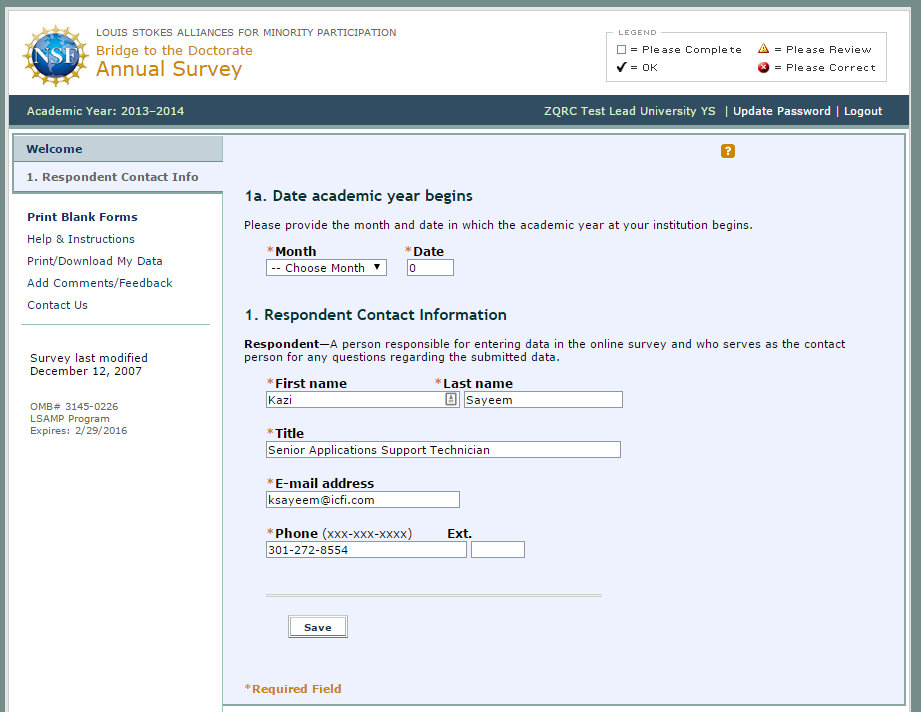 NSF
LOUIS STOKES ALLIANCES FOR MINORITY PARTICIPATION
Bridge to the Doctorate
Annual Survey
LEGEND
= Please Complete
= Please Review
= OK
= Please Correct
Academic Year: 2013–2014
ZQRC Test Lead University YS | Update Password | Logout
Welcome
1. Respondent Contact Info
Print Blank Forms
Help & Instructions
Print/Download My Data
Add Comments/Feedback
Contact Us
Survey last modified
December 12, 2007
OMB# 3145-0226
LSAMP Program
Expires: 2/29/2016
?
1a. Date academic year begins
Please provide the month and date in which the academic year at your institution begins.
*Month *Date
-- Choose Month 0
1. Respondent Contact Information
Respondent—A person responsible for entering data in the online survey and who serves as the contact
person for any questions regarding the submitted data.
*First name *Last name
Kazi Sayeem
*Title
Senior Applications Support Technician
*E-mail address
ksayeem@icfi.com
*Phone (xxx-xxx-xxxx) Ext.
301-272-8554
Save
*Required Field